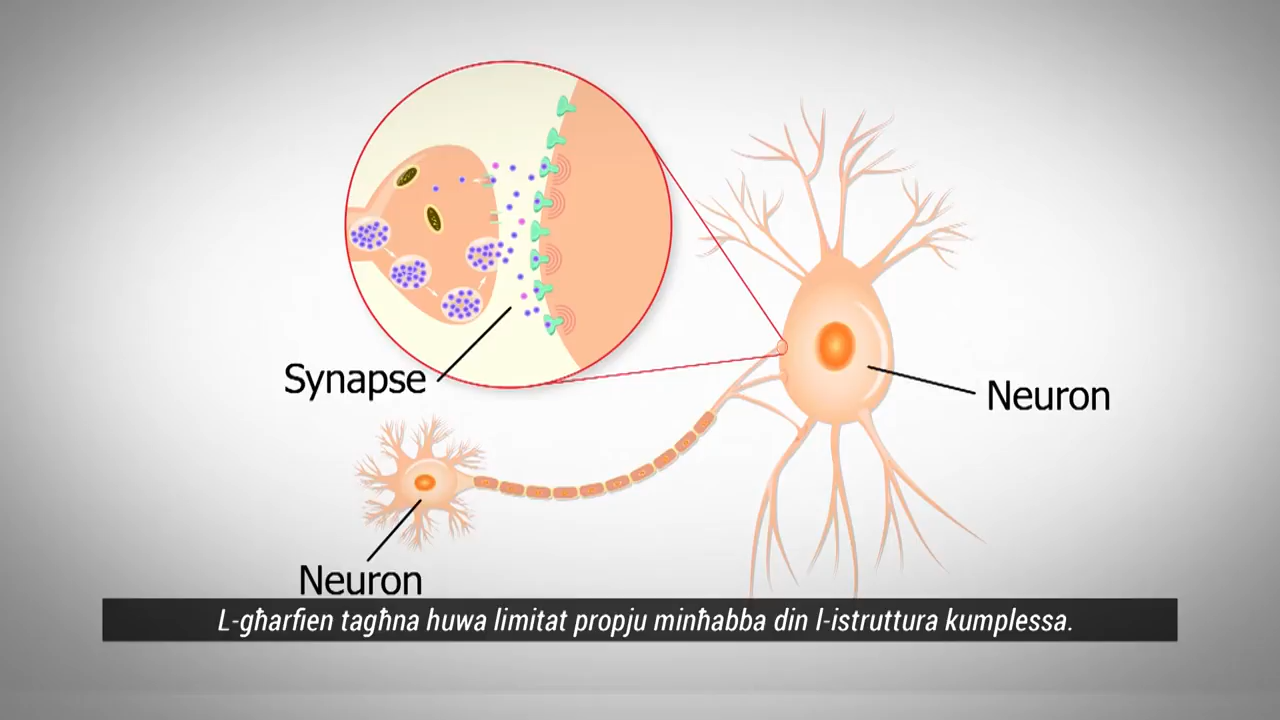 Synapse
Neuron
Neuron
L-għarfien tagħna huwa limitat propju minħabba din l-istruttura kumplessa.